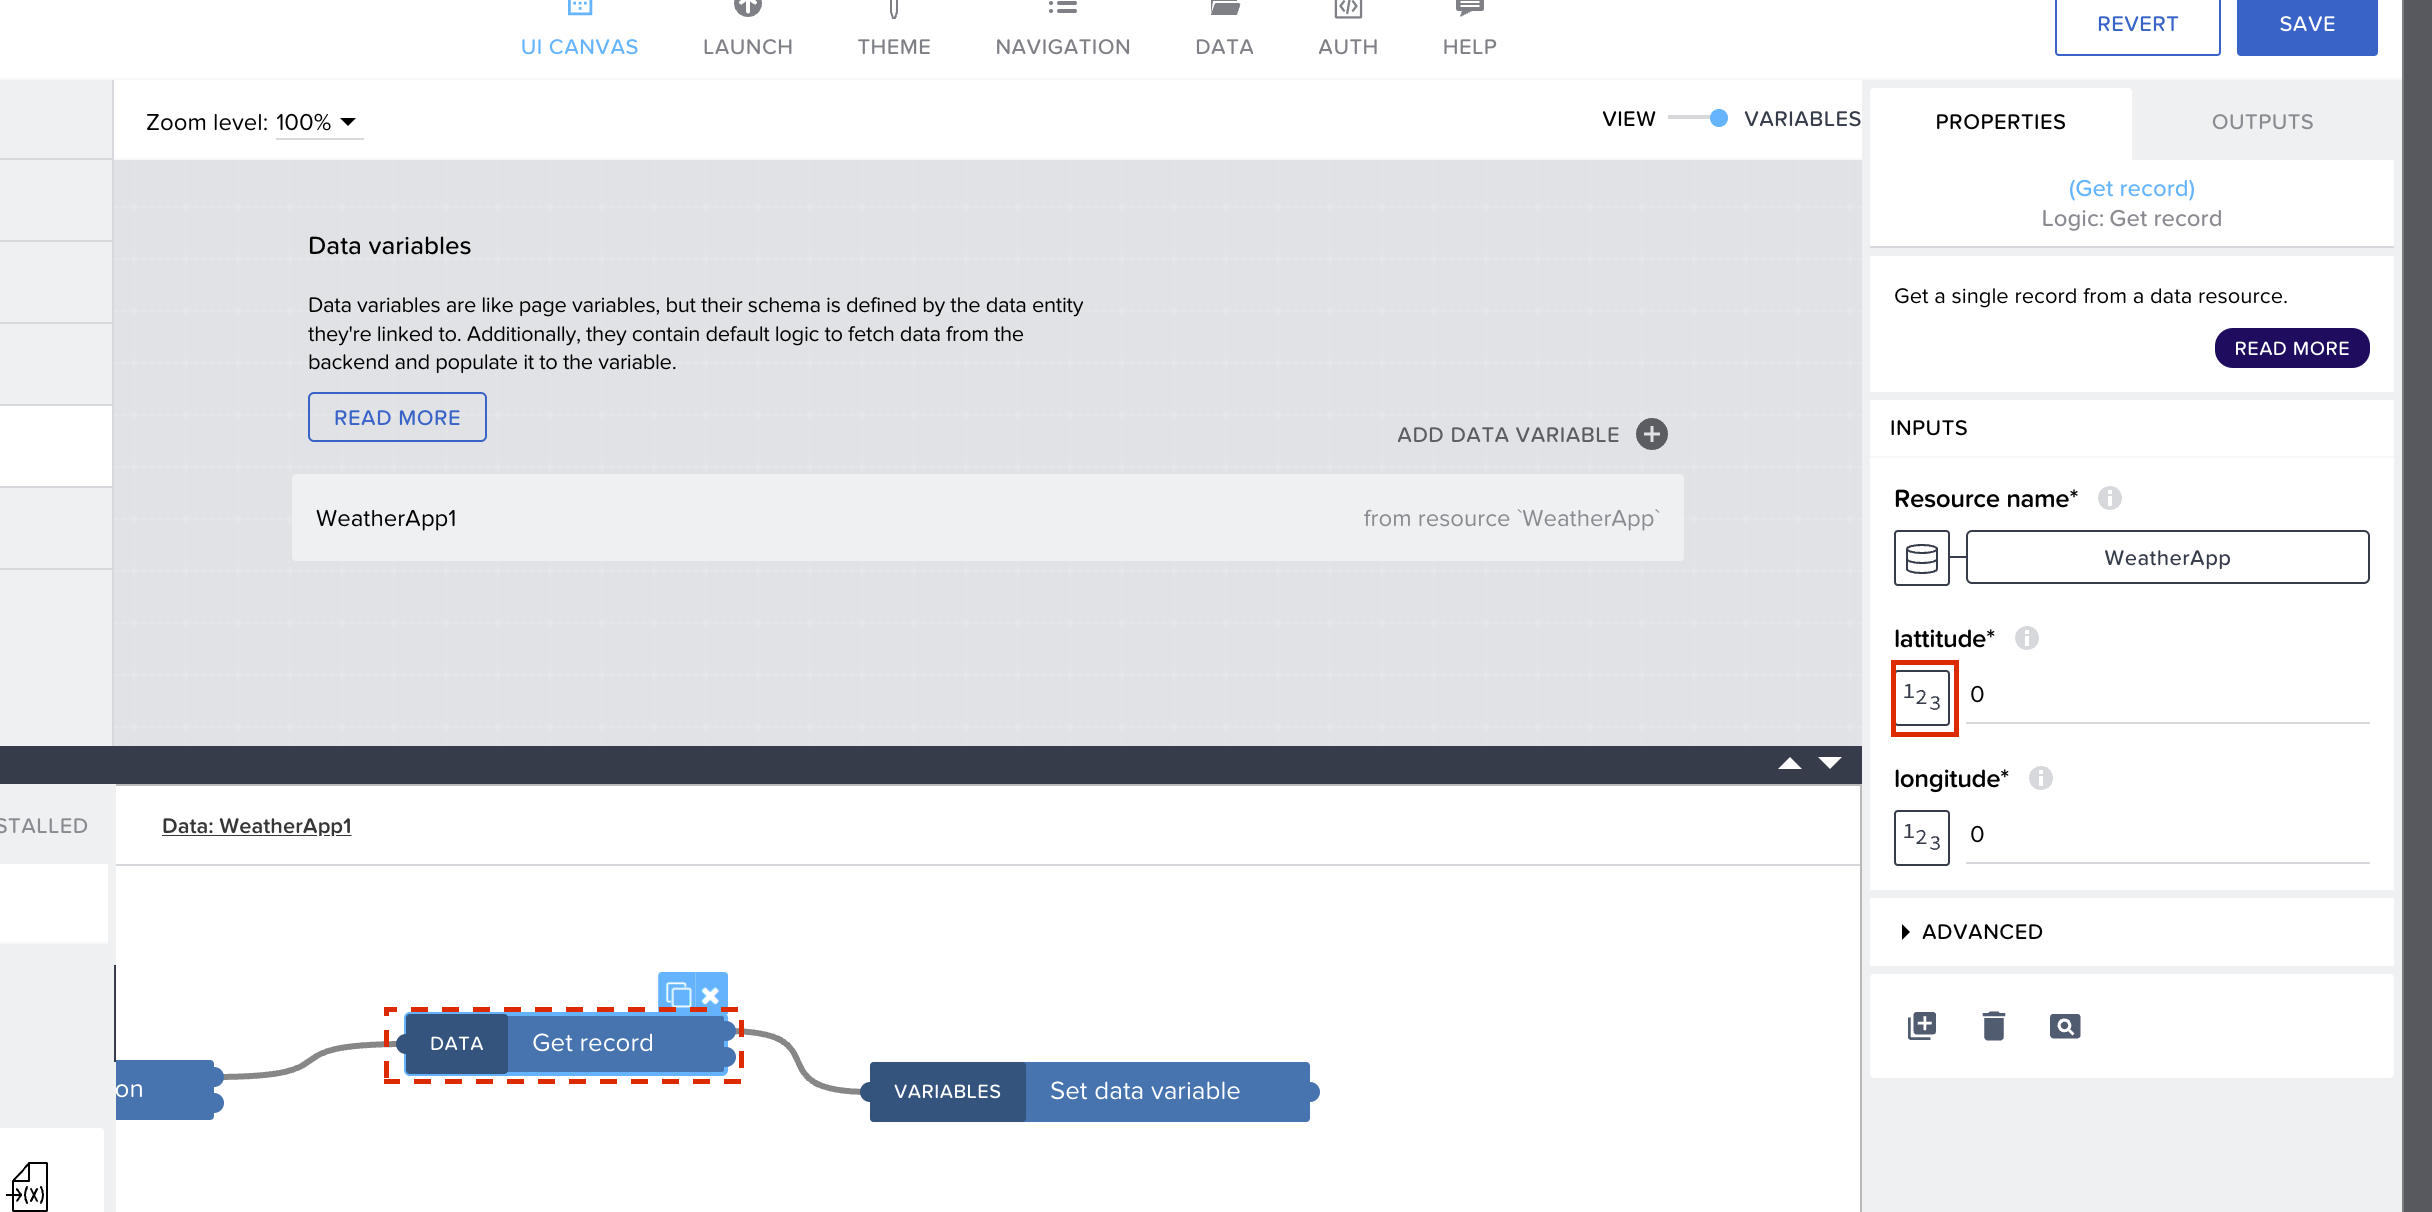 UI CANVAS
LAUNCH
THEME
NAVIGATION
DATA
AUTH
HELP
REVERT
SAVE
Zoom level: 100%
VIEW
VARIABLES
PROPERTIES
OUTPUTS
(Get record)
Logic: Get record
Get a single record from a data resource.
READ MORE
Data variables
Data variables are like page variables, but their schema is defined by the data entity
they're linked to. Additionally, they contain default logic to fetch data from the
backend and populate it to the variable.
READ MORE
ADD DATA VARIABLE
WeatherApp1
from resource `WeatherApp`
INPUTS
Resource name*
WeatherApp
lattitude*
123
0
longitude*
123
0
ADVANCED
STALLED
Data: WeatherApp1
on
DATA
Get record
VARIABLES
Set data variable
(x)